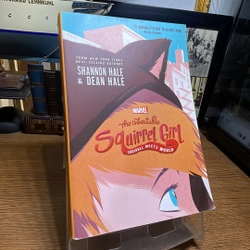 FROM NEW YORK TIMES
BEST-SELLING AUTHORS
SHANNON HALE
& DEAN HALE
MARVEL
The Unbeatable
Squirrel Girl
SQUIRREL MEETS WORLD